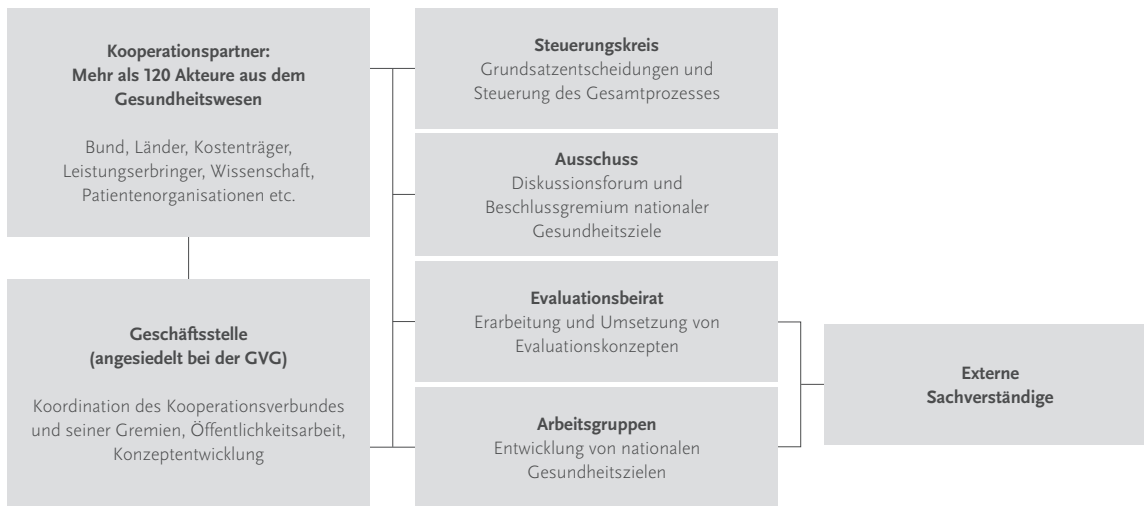 Kooperationspartner:
Mehr als 120 Akteure aus dem
Gesundheitswesen
Bund, Länder, Kostenträger,
Leistungserbringer, Wissenschaft,
Patientenorganisationen etc.
Geschäftsstelle
(angesiedelt bei der GVG)
Koordination des Kooperationsverbundes
und seiner Gremien, Öffentlichkeitsarbeit,
Konzeptentwicklung
Steuerungskreis
Grundsatzentscheidungen und
Steuerung des Gesamtprozesses
Ausschuss
Diskussionsforum und
Beschlussgremium nationaler
Gesundheitsziele
Evaluationsbeirat
Erarbeitung und Umsetzung von
Evaluationskonzepten
Arbeitsgruppen
Entwicklung von nationalen
Gesundheitszielen
Externe
Sachverständige